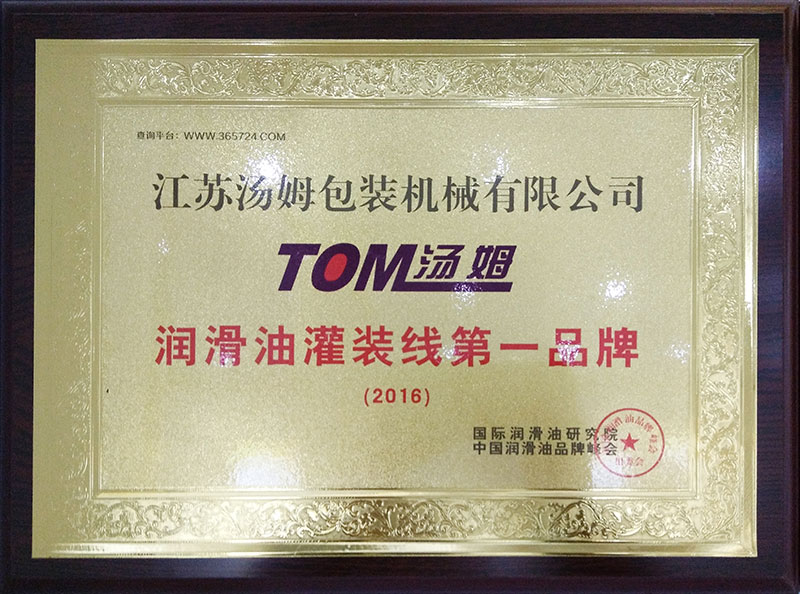 查询平台：WWW.365724.COM
江苏汤姆包装机械有限公司
TOM汤姆
润滑油灌装线第一品牌
(2016)
国际润滑油研究院
中国润滑油品牌峰会